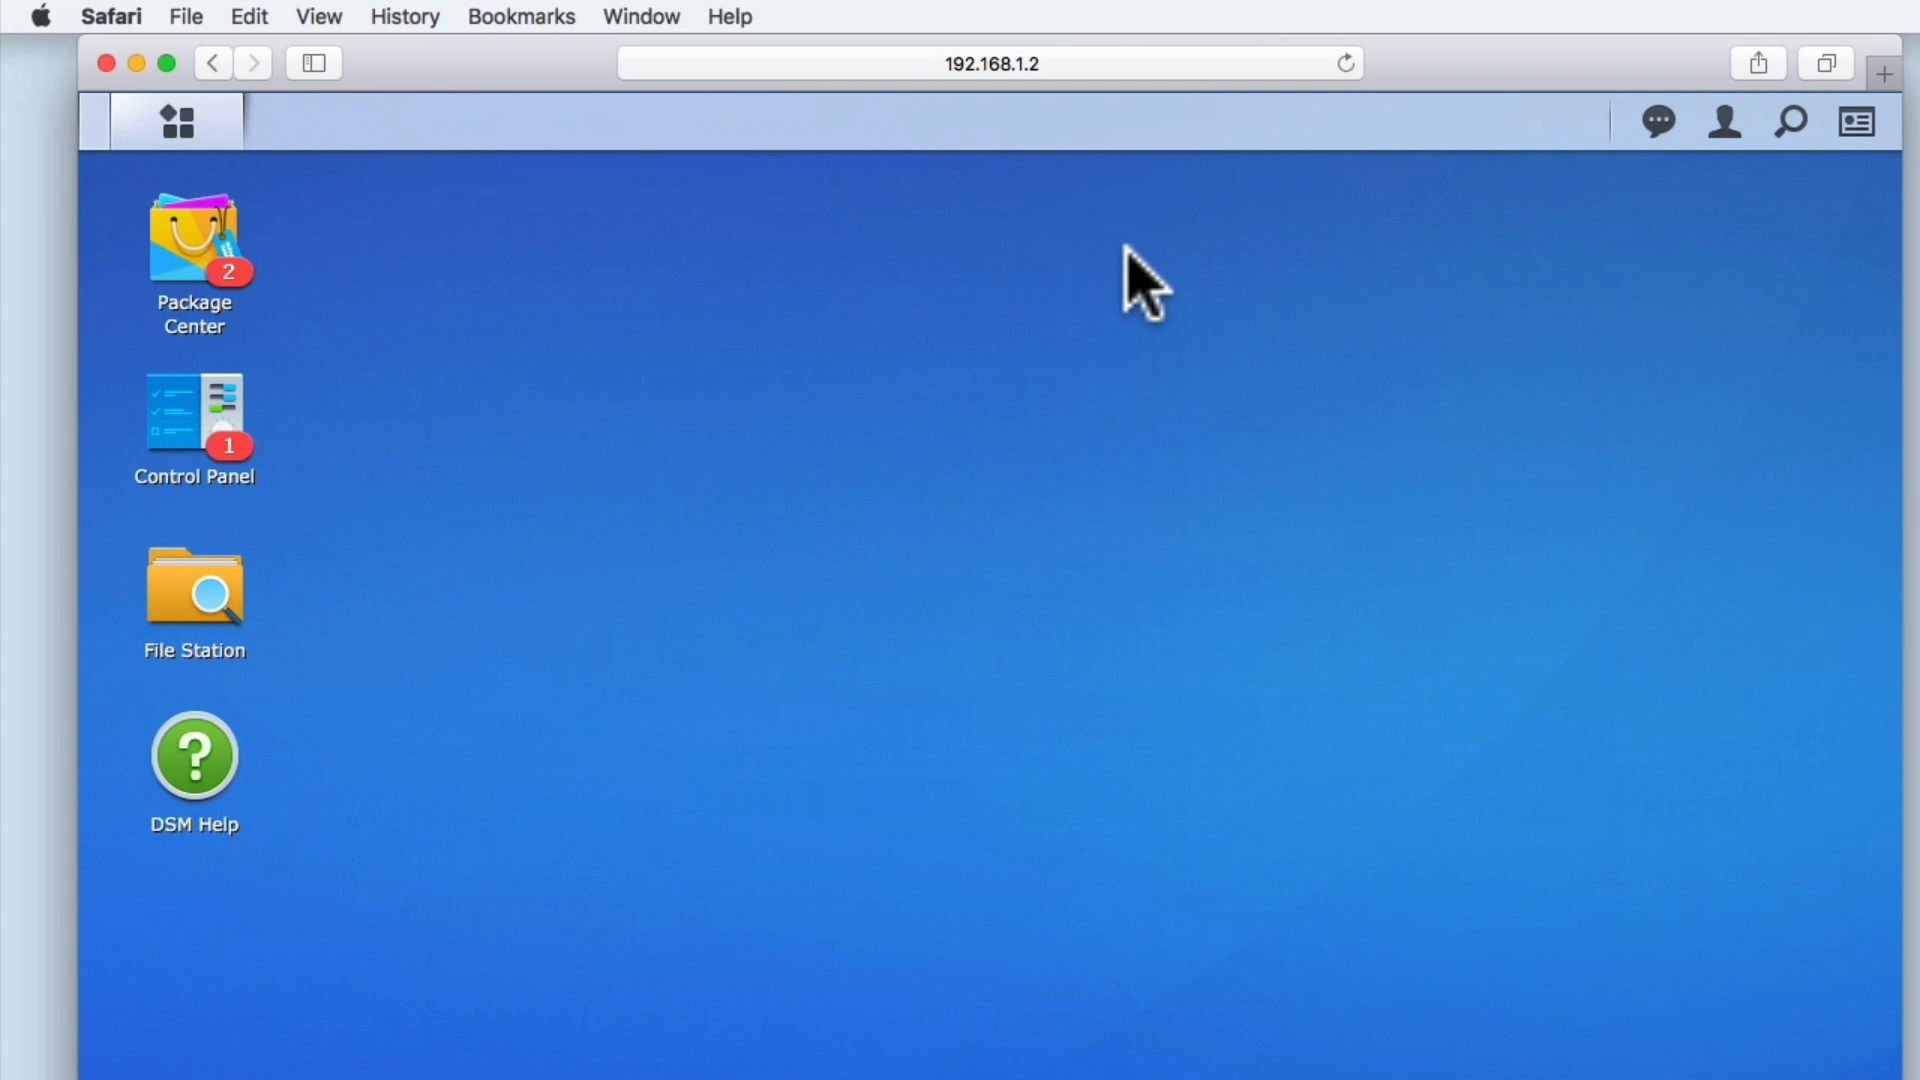 Safari File Edit View History Bookmarks Window Help
192.168.1.2
2
Package
Center
1
Control Panel
File Station
?
DSM Help